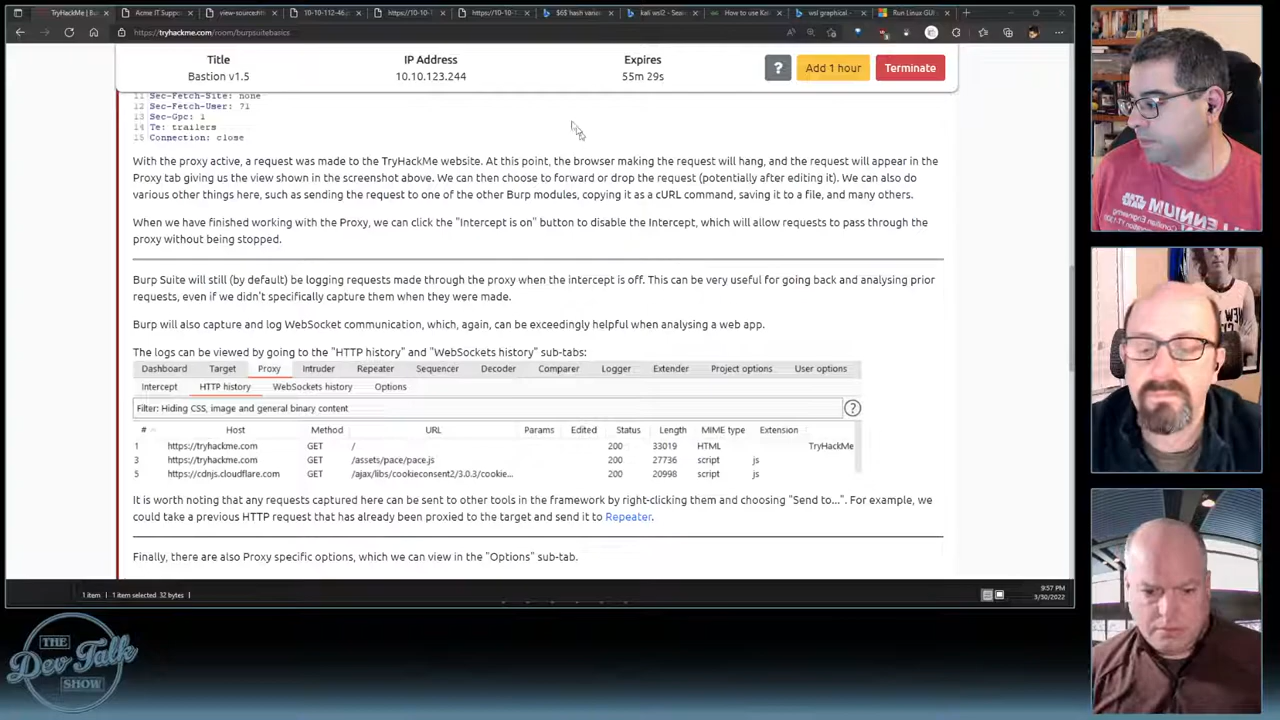 TryHackMe | Bu
Acme IT Suppo
view-source:htt
10-10-112-46.
https://10-10-
https://10-10-
$6$ hash varie
kali wsl2 - Sea
How to use Ka
wsl graphical
Run Linux GUI
https://tryhackme.com/room/burpsuitebasics
Title IP Address Expires
Bastion v1.5 10.10.123.244 55m 29s
? Add 1 hour Terminate
11 Sec-Fetch-Site: none
12 Sec-Fetch-User: ?1
13 Sec-Gpc: 1
14 Te: trailers
15 Connection: close
With the proxy active, a request was made to the TryHackMe website. At this point, the browser making the request will hang, and the request will appear in the
Proxy tab giving us the view shown in the screenshot above. We can then choose to forward or drop the request (potentially after editing it). We can also do
various other things here, such as sending the request to one of the other Burp modules, copying it as a cURL command, saving it to a file, and many others.
When we have finished working with the Proxy, we can click the "Intercept is on" button to disable the Intercept, which will allow requests to pass through the
proxy without being stopped.
Burp Suite will still (by default) be logging requests made through the proxy when the intercept is off. This can be very useful for going back and analysing prior
requests, even if we didn't specifically capture them when they were made.
Burp will also capture and log WebSocket communication, which, again, can be exceedingly helpful when analysing a web app.
The logs can be viewed by going to the "HTTP history" and "WebSockets history" sub-tabs:
Dashboard Target Proxy Intruder Repeater Sequencer Decoder Comparer Logger Extender Project options User options
Intercept HTTP history WebSockets history Options
Filter: Hiding CSS, image and general binary content ?
# Host Method URL Params Edited Status Length MIME type Extension
1 https://tryhackme.com GET / 200 33019 HTML TryHackMe
3 https://tryhackme.com GET /assets/pace/pace.js 200 27736 script js
5 https://cdnjs.cloudflare.com GET /ajax/libs/cookieconsent2/3.0.3/cookie... 200 20998 script js
It is worth noting that any requests captured here can be sent to other tools in the framework by right-clicking them and choosing "Send to...". For example, we
could take a previous HTTP request that has already been proxied to the target and send it to Repeater.
Finally, there are also Proxy specific options, which we can view in the "Options" sub-tab.
1 item 1 item selected 32 bytes
9:57 PM
3/30/2022
THE
Dev Talk
SHOW
MILLENNIUM